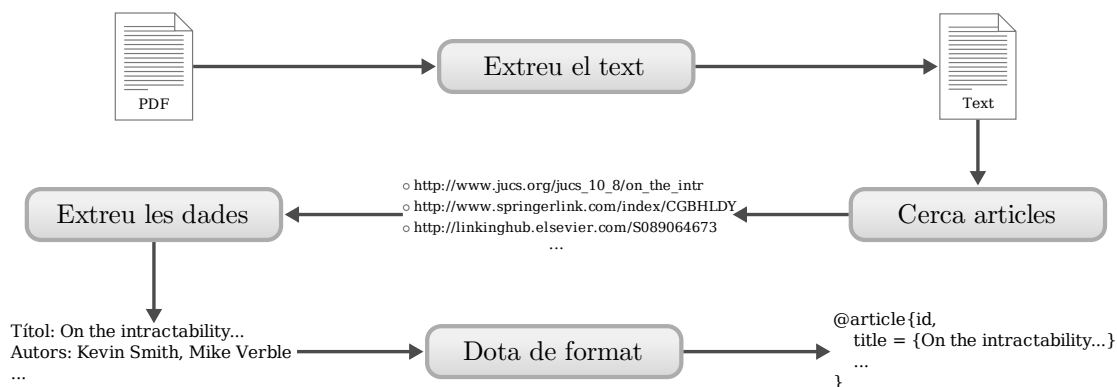 PDF
Extreu el text
Text
Extreu les dades
○ http://www.jucs.org/jucs_10_8/on_the_intr
○ http://www.springerlink.com/index/CGBHLDY
○ http://linkinghub.elsevier.com/S089064673
...
Cerca articles
Títol: On the intractability...
Autors: Kevin Smith, Mike Verble
...
Dota de format
@article{id,
title = {On the intractability...}
...
}